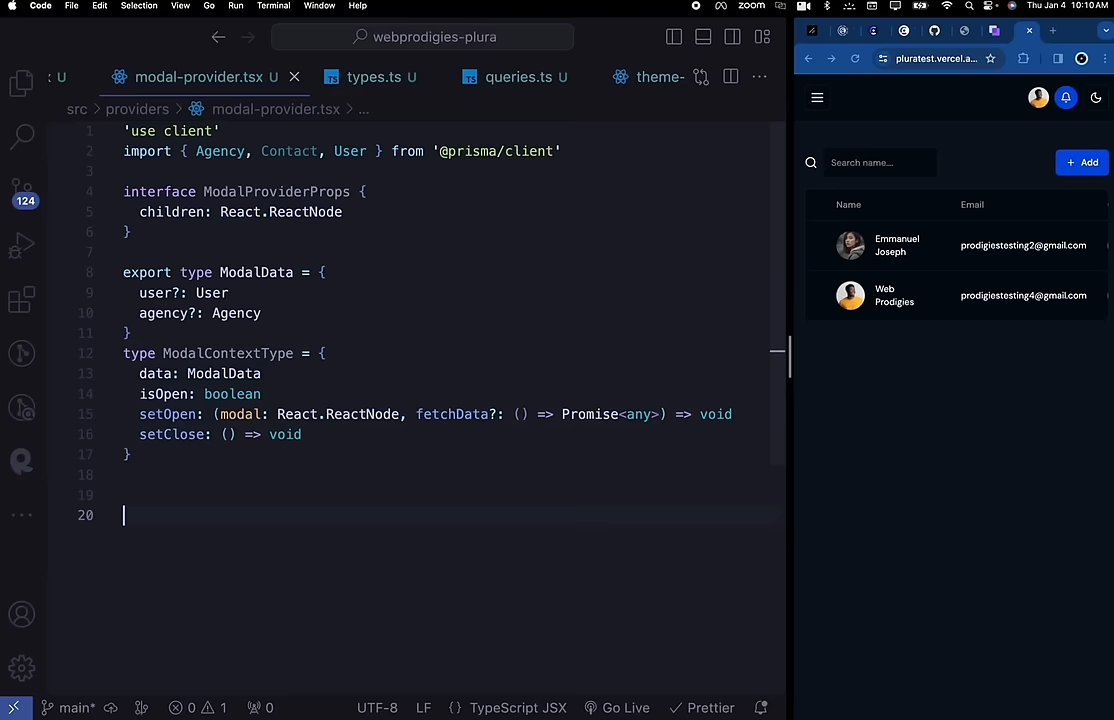 Code File Edit Selection View Go Run Terminal Window Help zoom Thu Jan 4 10:10 AM
webprodigies-plura
U modal-provider.tsx U types.ts U queries.ts U theme-
src > providers > modal-provider.tsx > ...
1 'use client'
2 import { Agency, Contact, User } from '@prisma/client'
3
4 interface ModalProviderProps {
5 children: React.ReactNode
6 }
7
8 export type ModalData = {
9 user?: User
10 agency?: Agency
11 }
12 type ModalContextType = {
13 data: ModalData
14 isOpen: boolean
15 setOpen: (modal: React.ReactNode, fetchData?: () => Promise<any>) => void
16 setClose: () => void
17 }
18
19
20
124
main* 0 1 0 UTF-8 LF {} TypeScript JSX Go Live Prettier
pluratest.vercel.a...
Search name...
+ Add
Name Email
Emmanuel
Joseph
prodigiestesting2@gmail.com
Web
Prodigies
prodigiestesting4@gmail.com